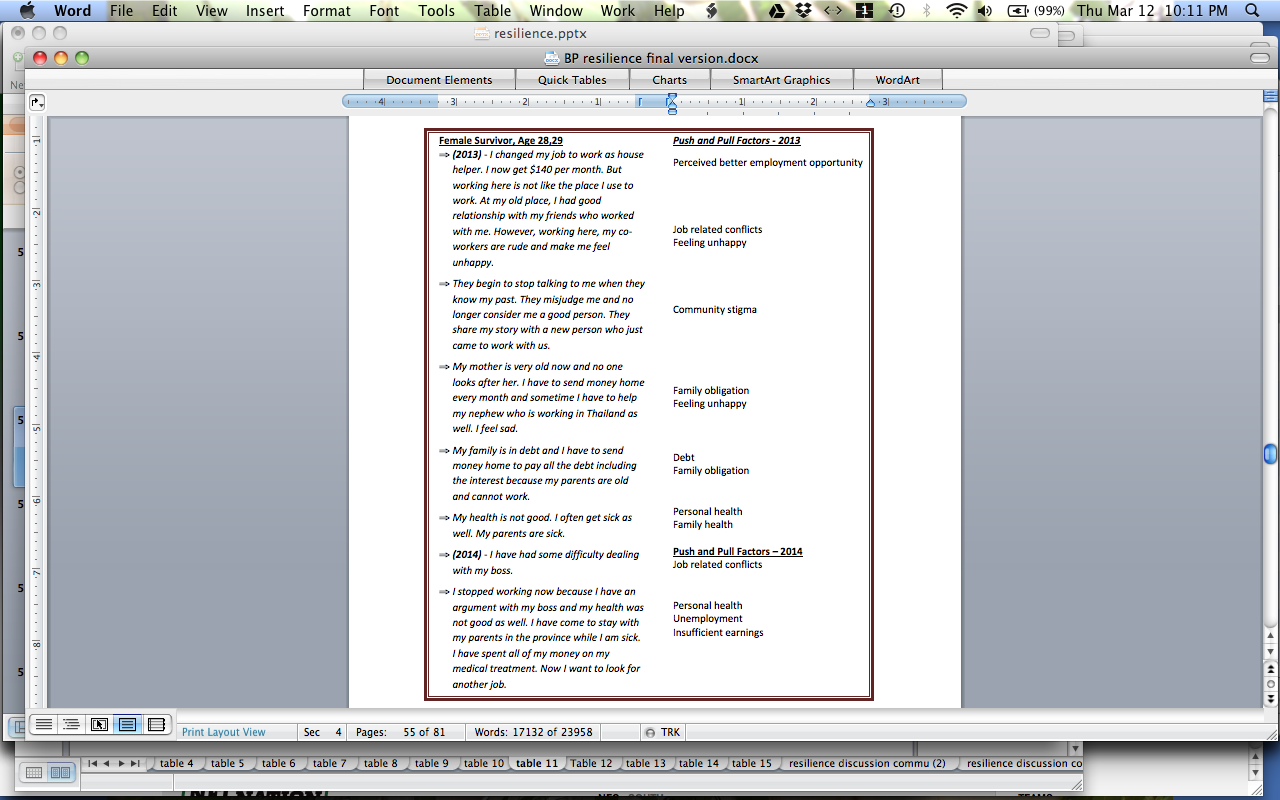 Word File Edit View Insert Format Font Tools Table Window Work Help (99%) Thu Mar 12 10:11 PM
resilience.pptx
BP resilience final version.docx
Document Elements Quick Tables Charts SmartArt Graphics WordArt
Female Survivor, Age 28,29
(2013) - I changed my job to work as house
helper. I now get $140 per month. But
working here is not like the place I use to
work. At my old place, I had good
relationship with my friends who worked
with me. However, working here, my co-
workers are rude and make me feel
unhappy.
They begin to stop talking to me when they
know my past. They misjudge me and no
longer consider me a good person. They
share my story with a new person who just
came to work with us.
My mother is very old now and no one
looks after her. I have to send money home
every month and sometime I have to help
my nephew who is working in Thailand as
well. I feel sad.
My family is in debt and I have to send
money home to pay all the debt including
the interest because my parents are old
and cannot work.
My health is not good. I often get sick as
well. My parents are sick.
(2014) - I have had some difficulty dealing
with my boss.
I stopped working now because I have an
argument with my boss and my health was
not good as well. I have come to stay with
my parents in the province while I am sick.
I have spent all of my money on my
medical treatment. Now I want to look for
another job.
Push and Pull Factors - 2013
Perceived better employment opportunity
Job related conflicts
Feeling unhappy
Community stigma
Family obligation
Feeling unhappy
Debt
Family obligation
Personal health
Family health
Push and Pull Factors – 2014
Job related conflicts
Personal health
Unemployment
Insufficient earnings
Print Layout View Sec 4 Pages: 55 of 81 Words: 17132 of 23958 TRK
table 4 table 5 table 6 table 7 table 8 table 9 table 10 table 11 Table 12 table 13 table 14 table 15 resilience discussion commu (2) resilience discussion co